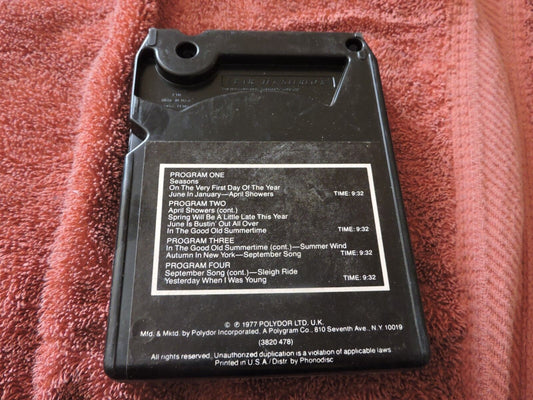 PROGRAM ONE
Seasons
On The Very First Day Of The Year
June In January—April Showers TIME: 9:32
PROGRAM TWO
April Showers (cont.)
Spring Will Be A Little Late This Year
June Is Bustin' Out All Over
In The Good Old Summertime TIME: 9:32
PROGRAM THREE
In The Good Old Summertime (cont.)—Summer Wind
Autumn In New York—September Song TIME: 9:32
PROGRAM FOUR
September Song (cont.)—Sleigh Ride
Yesterday When I Was Young TIME: 9:32
© ℗ 1977 POLYDOR LTD. U.K.
Mfd. & Mktd. by Polydor Incorporated, A Polygram Co., 810 Seventh Ave., N.Y. 10019
(3820 478)
All rights reserved. Unauthorized duplication is a violation of applicable laws
Printed in U.S.A./Distr. by Phonodisc